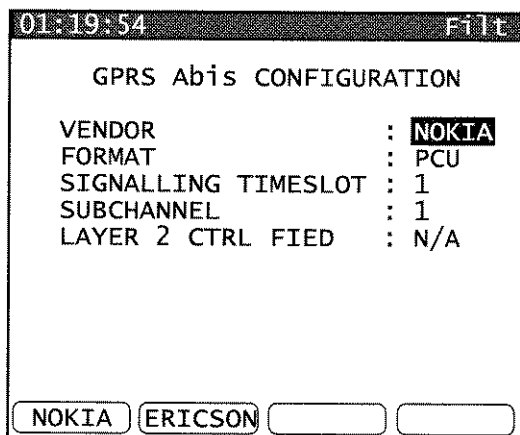 01:19:54 Filt
GPRS Abis CONFIGURATION
VENDOR : NOKIA
FORMAT : PCU
SIGNALLING TIMESLOT : 1
SUBCHANNEL : 1
LAYER 2 CTRL FIED : N/A
NOKIA ERICSON